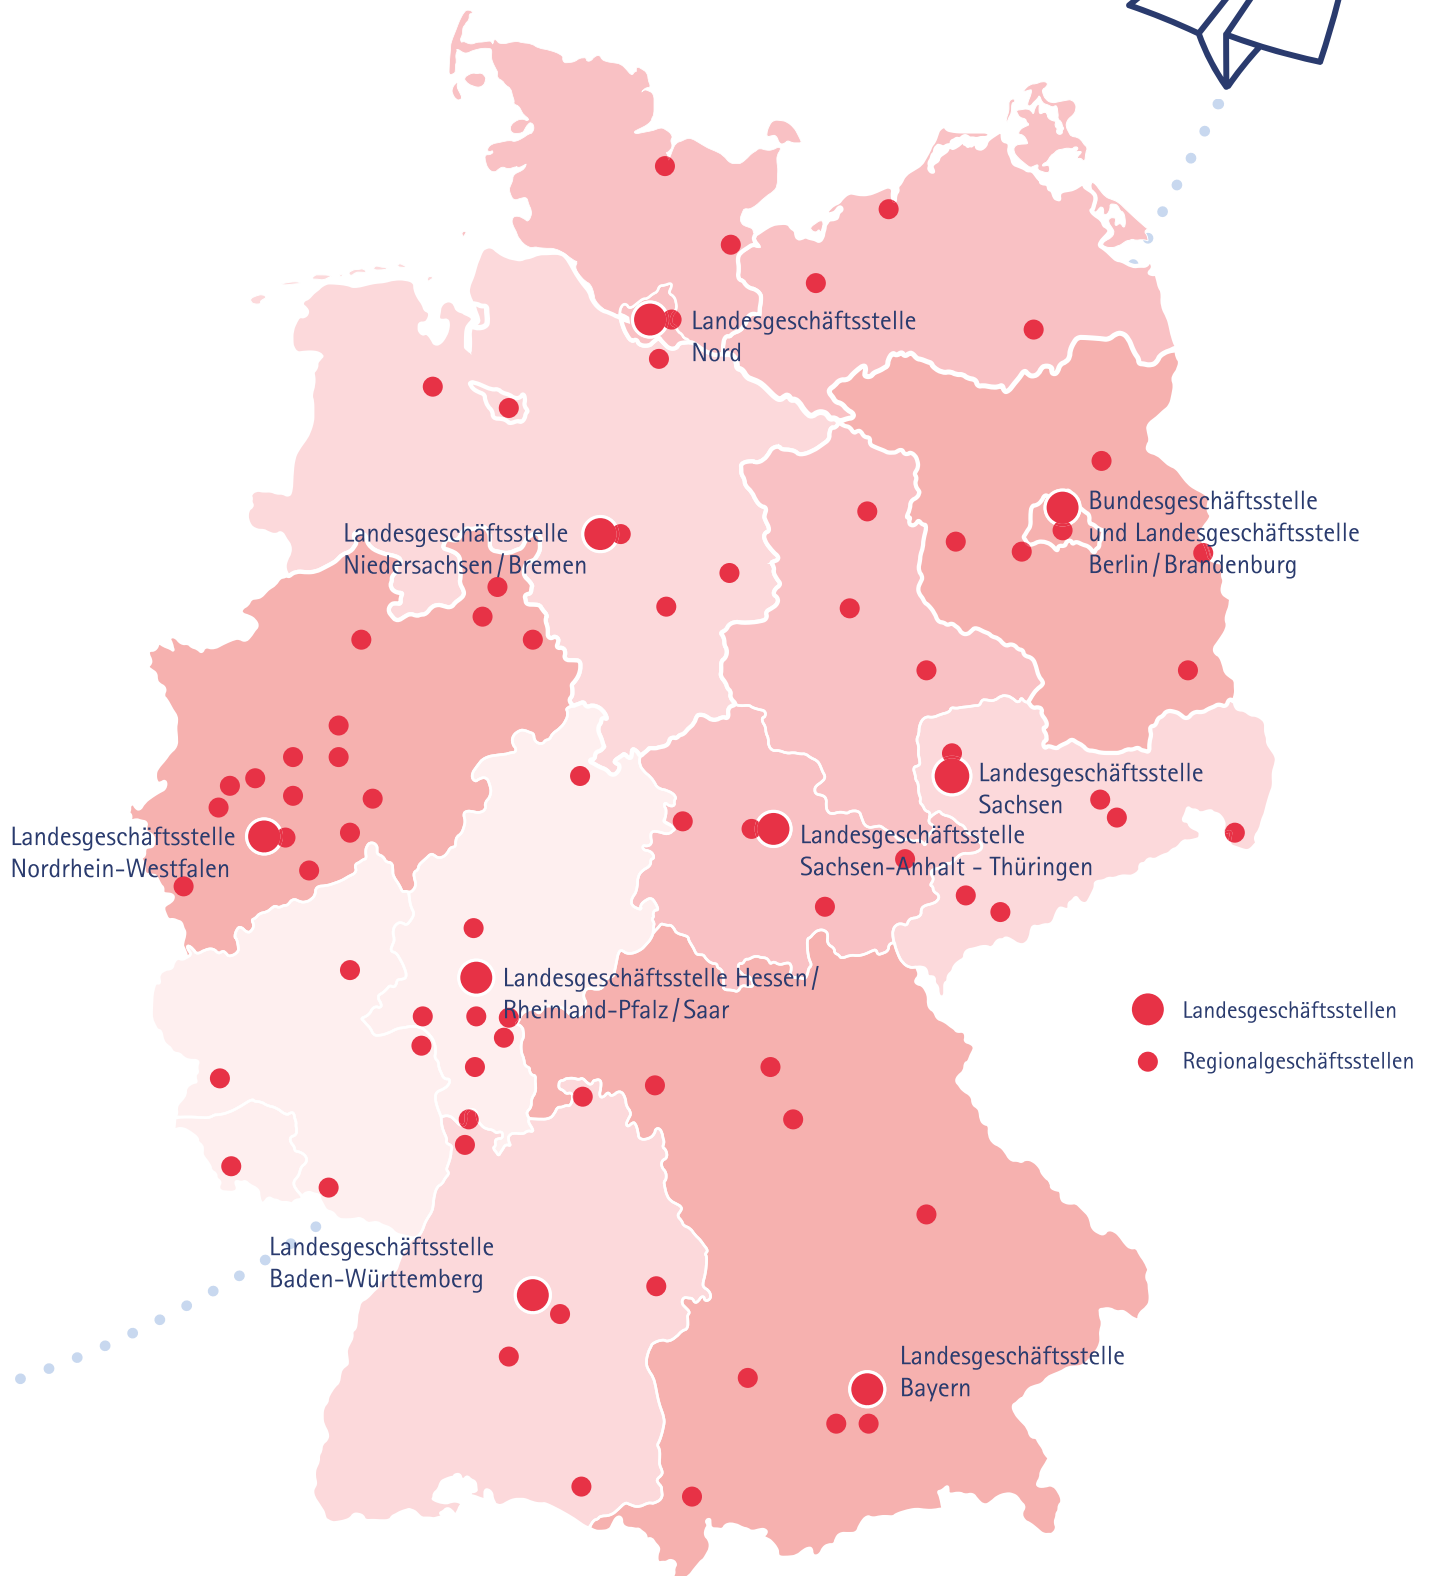 Landesgeschäftsstelle
Nord
Bundesgeschäftsstelle
und Landesgeschäftsstelle
Berlin/Brandenburg
Landesgeschäftsstelle
Niedersachsen/Bremen
Landesgeschäftsstelle
Sachsen
Landesgeschäftsstelle
Sachsen-Anhalt - Thüringen
Landesgeschäftsstelle
Nordrhein-Westfalen
Landesgeschäftsstelle Hessen/
Rheinland-Pfalz/Saar
Landesgeschäftsstellen
Regionalgeschäftsstellen
Landesgeschäftsstelle
Baden-Württemberg
Landesgeschäftsstelle
Bayern